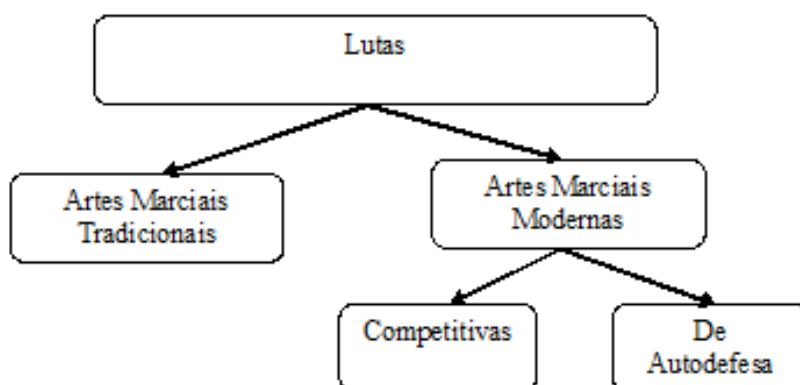 Lutas
Artes Marciais
Tradicionais
Artes Marciais
Modernas
Competitivas
De
Autodefesa